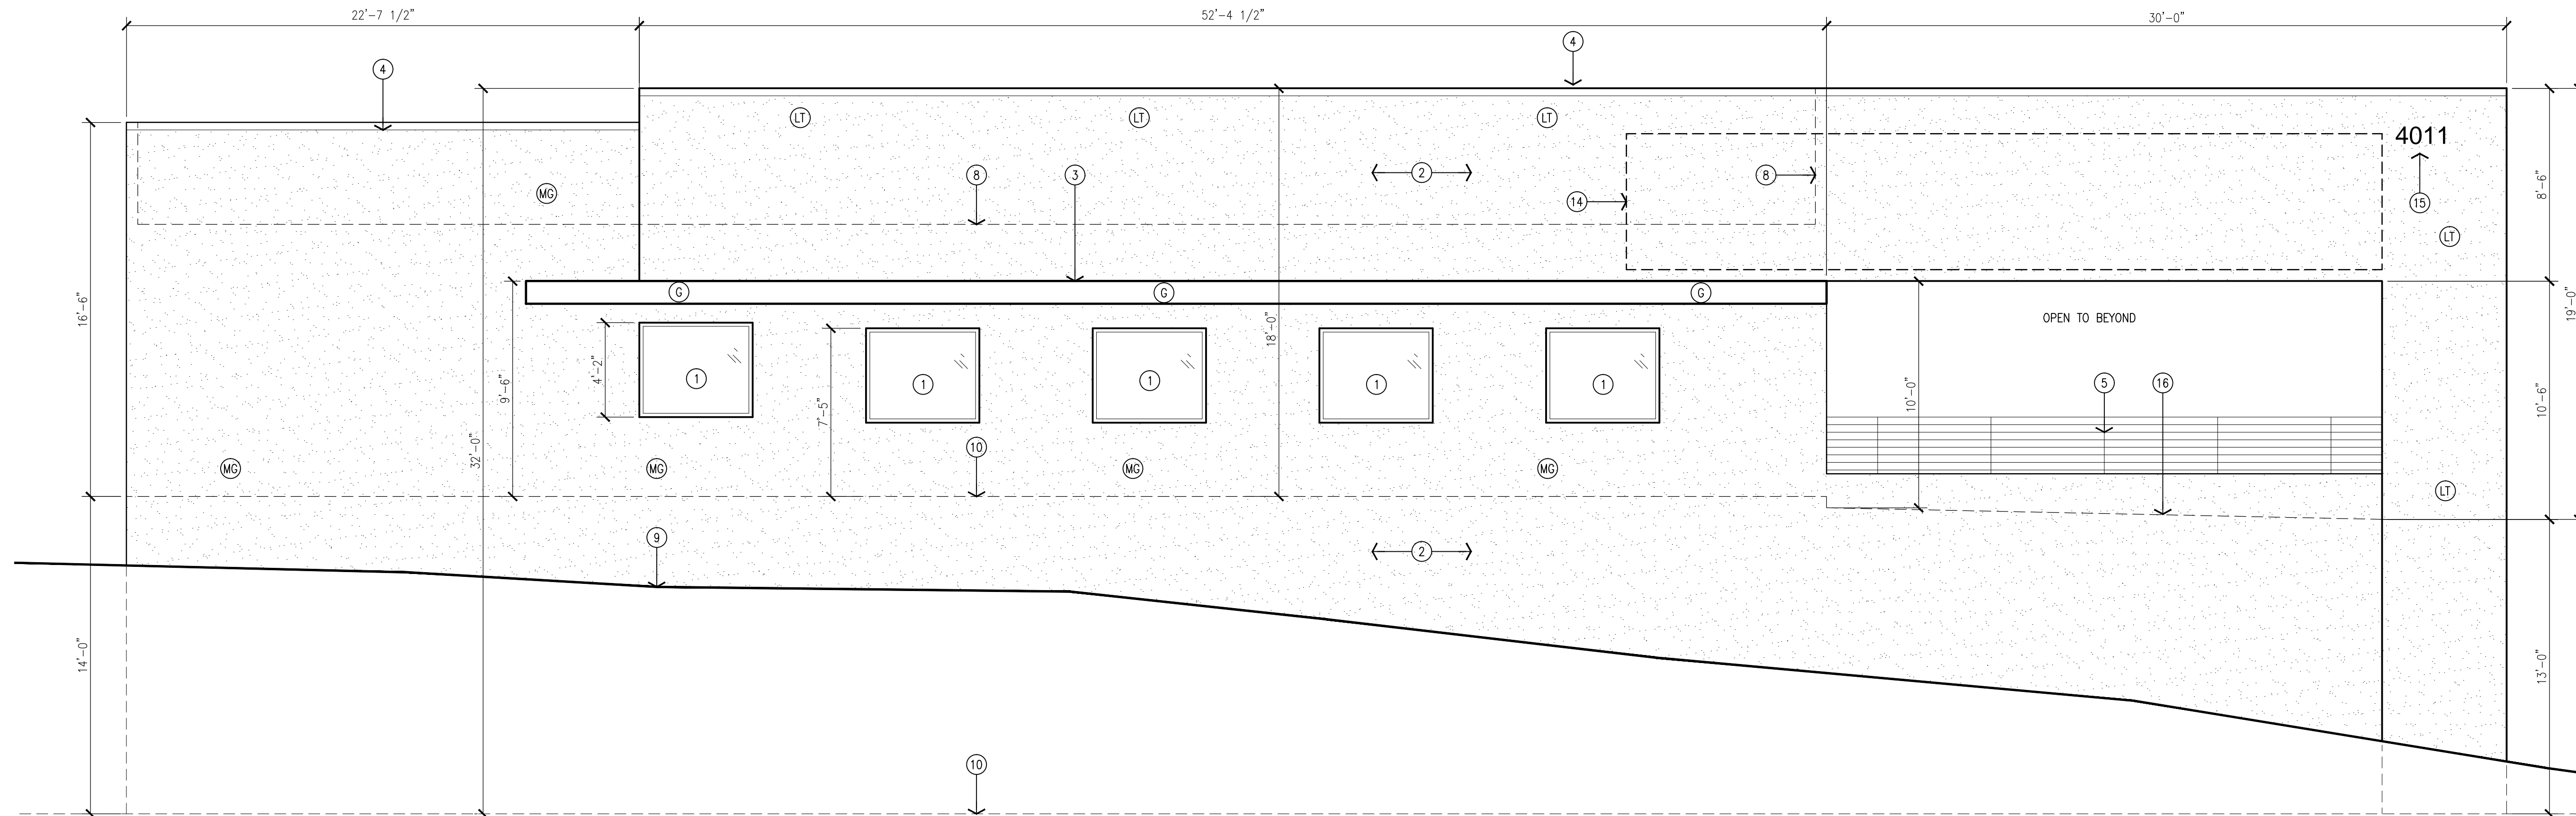 22'-7 1/2"
52'-4 1/2"
30'-0"
4
4
LT
LT
LT
4011
MG
8
3
2
8
14
15
8'-6"
LT
G
G
G
16'-6"
9'-6"
4'-2"
18'-0"
19'-0"
OPEN TO BEYOND
1
1
1
1
1
7'-5"
10'-0"
5
16
10'-6"
32'-0"
MG
MG
MG
MG
10
LT
9
2
14'-0"
13'-0"
10